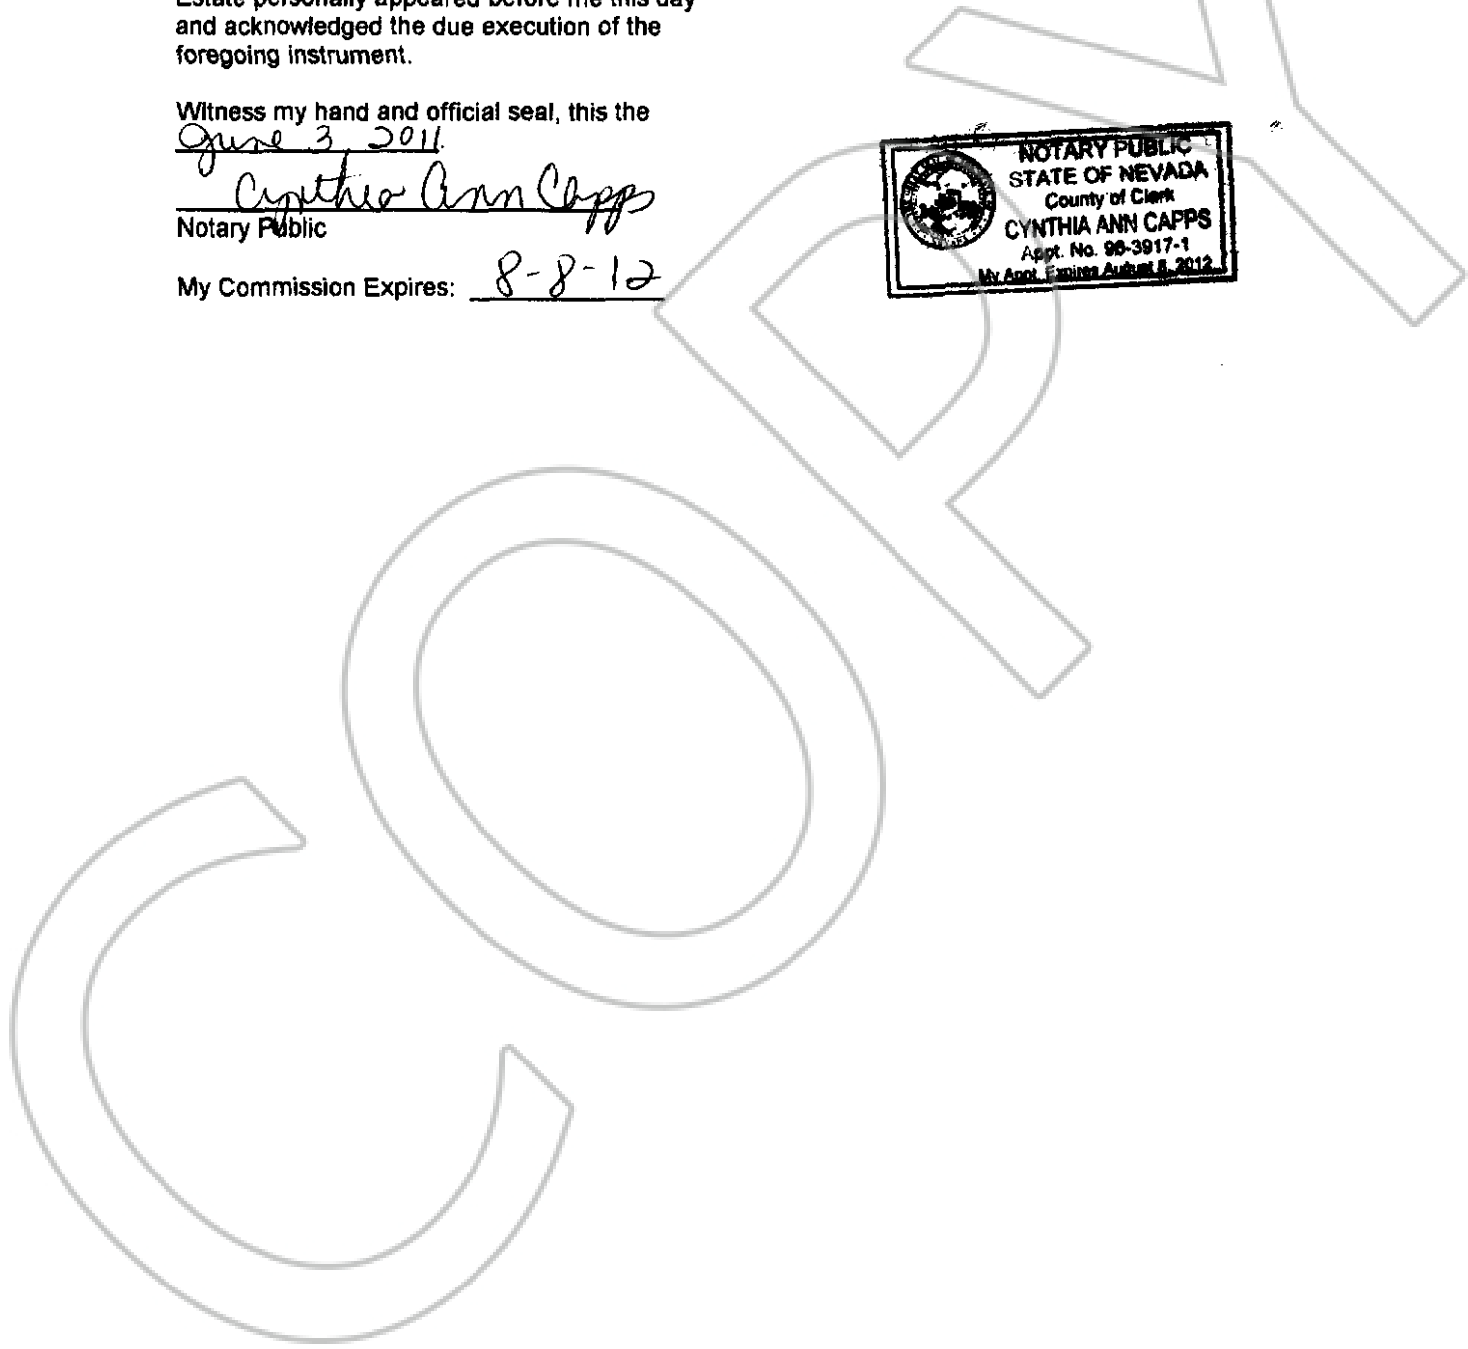 Estate personally appeared before me this day
and acknowledged the due execution of the
foregoing instrument.
Witness my hand and official seal, this the
June 3, 2011.
Cynthia Ann Capps
Notary Public
My Commission Expires: 8-8-12
NOTARY PUBLIC
STATE OF NEVADA
County of Clark
CYNTHIA ANN CAPPS
Appt. No. 96-3917-1
My Appt. Expires August 8, 2012
COPY